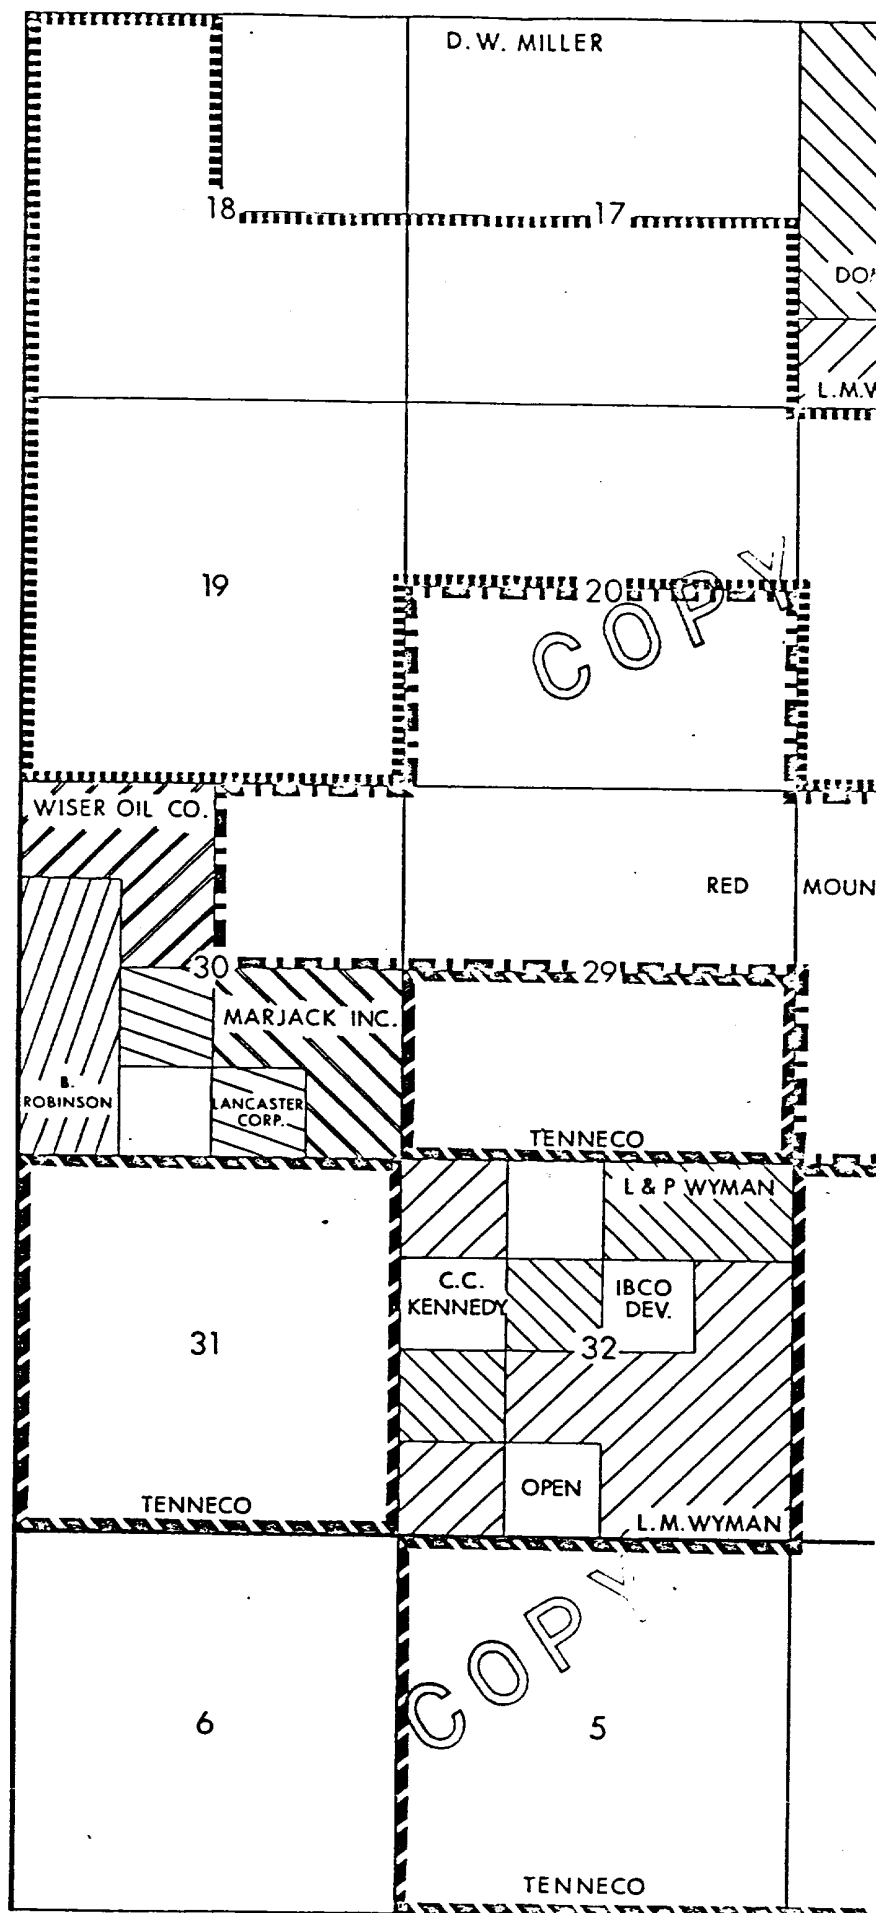 D.W. MILLER
18
17
L.M.
19
20
COPY
WISER OIL CO.
RED MOUN
30
29
MARJACK INC.
B.
ROBINSON
LANCASTER
CORP.
TENNECO
L & P WYMAN
C.C.
KENNEDY
IBCO
DEV.
31
32
OPEN
TENNECO
L.M. WYMAN
COPY
6
5
TENNECO